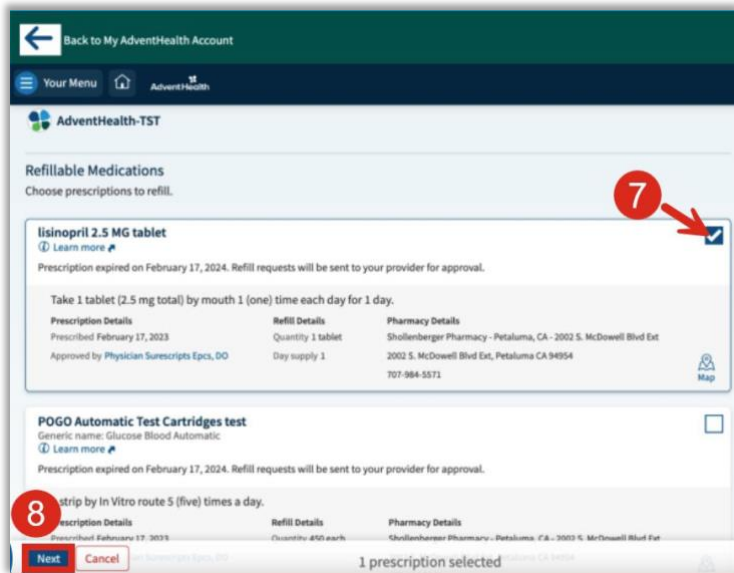 Back to My AdventHealth Account
Your Menu AdventHealth
AdventHealth-TST
Refillable Medications
Choose prescriptions to refill.
7
lisinopril 2.5 MG tablet
Learn more
Prescription expired on February 17, 2024. Refill requests will be sent to your provider for approval.
Take 1 tablet (2.5 mg total) by mouth 1 (one) time each day for 1 day.
Prescription Details Refill Details Pharmacy Details
Prescribed February 17, 2023 Quantity 1 tablet Shollenberger Pharmacy - Petaluma, CA - 2002 S. McDowell Blvd Ext
Approved by Physician Surescripts Epcs, DO Day supply 1 2002 S. McDowell Blvd Ext, Petaluma CA 94954
707-984-5571
Map
POGO Automatic Test Cartridges test
Generic name: Glucose Blood Automatic
Learn more
Prescription expired on February 17, 2024. Refill requests will be sent to your provider for approval.
strip by In Vitro route 5 (five) times a day.
8
Details Refill Details Pharmacy Details
Prescribed February 17, 2023 Quantity 450 each Shollenberger Pharmacy - Petaluma, CA - 2002 S. McDowell Blvd Ext
Next Cancel 1 prescription selected